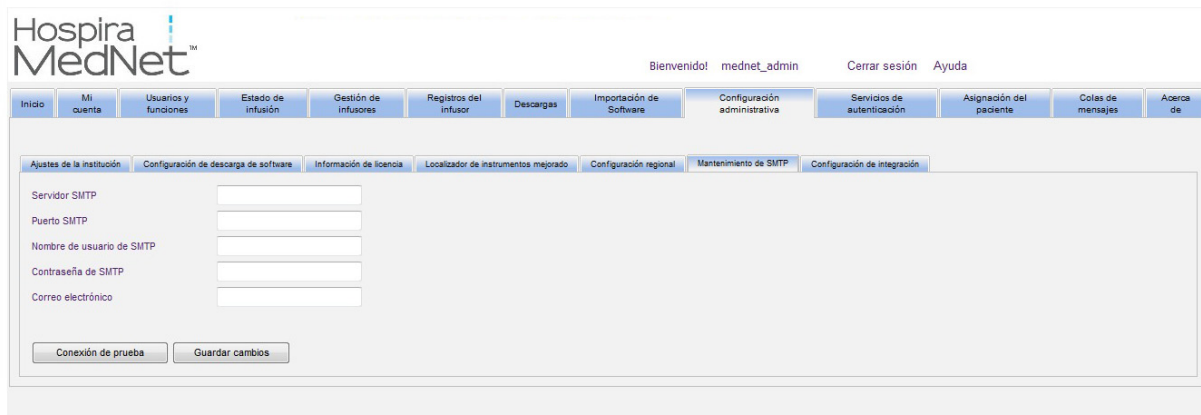 Hospira
MedNet™
Bienvenido! mednet_admin Cerrar sesión Ayuda
Inicio
Mi cuenta
Usuarios y funciones
Estado de infusión
Gestión de infusores
Registros del infusor
Descargas
Importación de Software
Configuración administrativa
Servicios de autenticación
Asignación del paciente
Colas de mensajes
Acerca de
Ajustes de la institución
Configuración de descarga de software
Información de licencia
Localizador de instrumentos mejorado
Configuración regional
Mantenimiento de SMTP
Configuración de integración
Servidor SMTP
Puerto SMTP
Nombre de usuario de SMTP
Contraseña de SMTP
Correo electrónico
Conexión de prueba
Guardar cambios